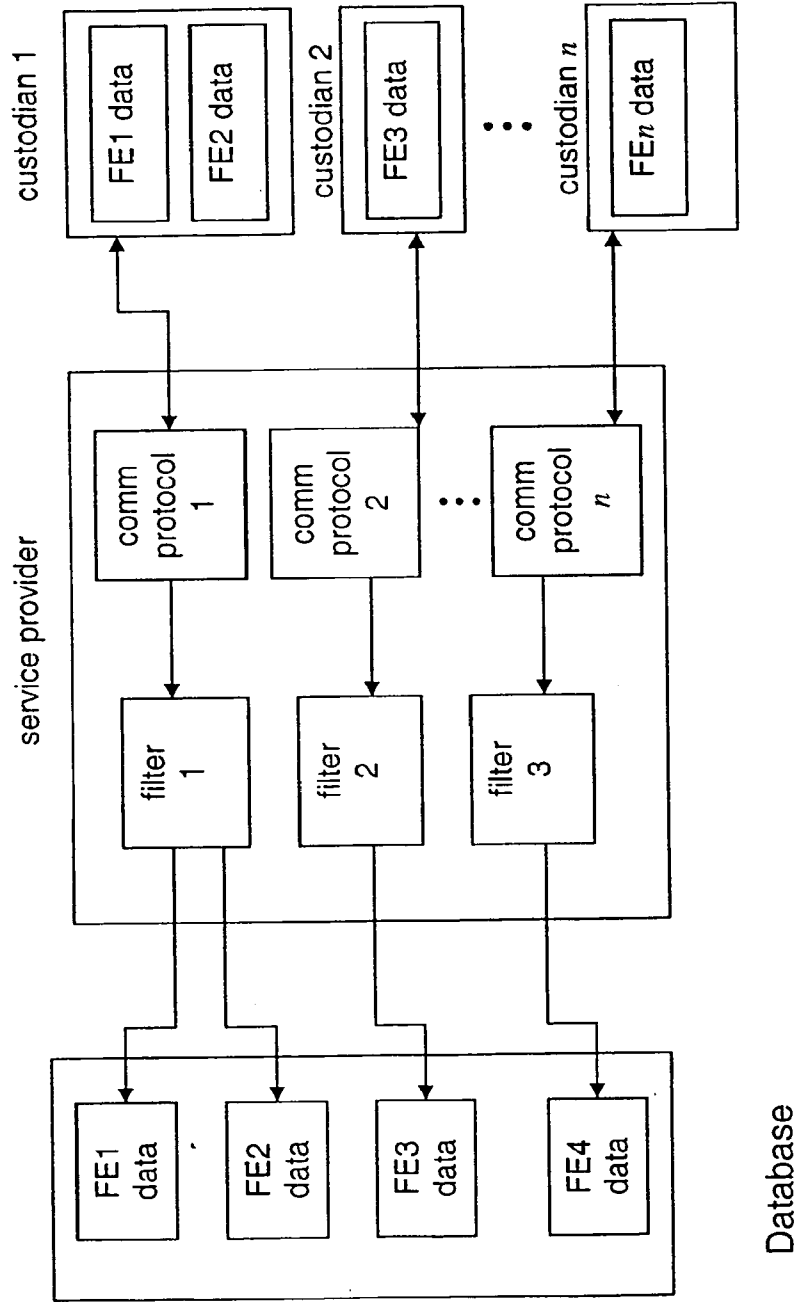 service provider
custodian 1
FE1 data
FE2 data
custodian 2
FE3 data
custodian n
FEn data
comm
protocol
1
comm
protocol
2
comm
protocol
n
filter
1
filter
2
filter
3
FE1
data
FE2
data
FE3
data
FE4
data
Database